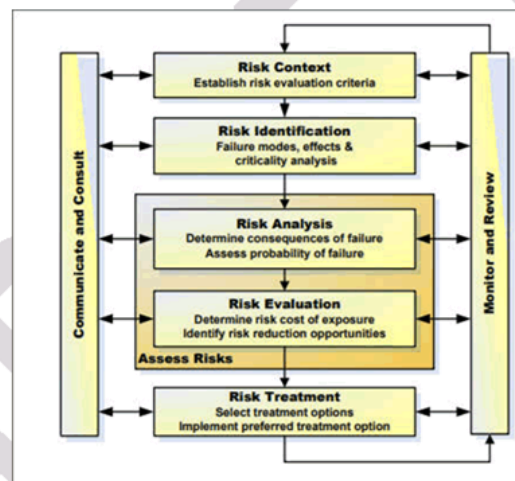 Risk Context
Establish risk evaluation criteria
Risk Identification
Failure modes, effects &
criticality analysis
Risk Analysis
Determine consequences of failure
Assess probability of failure
Risk Evaluation
Determine risk cost of exposure
Identify risk reduction opportunities
Assess Risks
Risk Treatment
Select treatment options
Implement preferred treatment option
Communicate and Consult
Monitor and Review